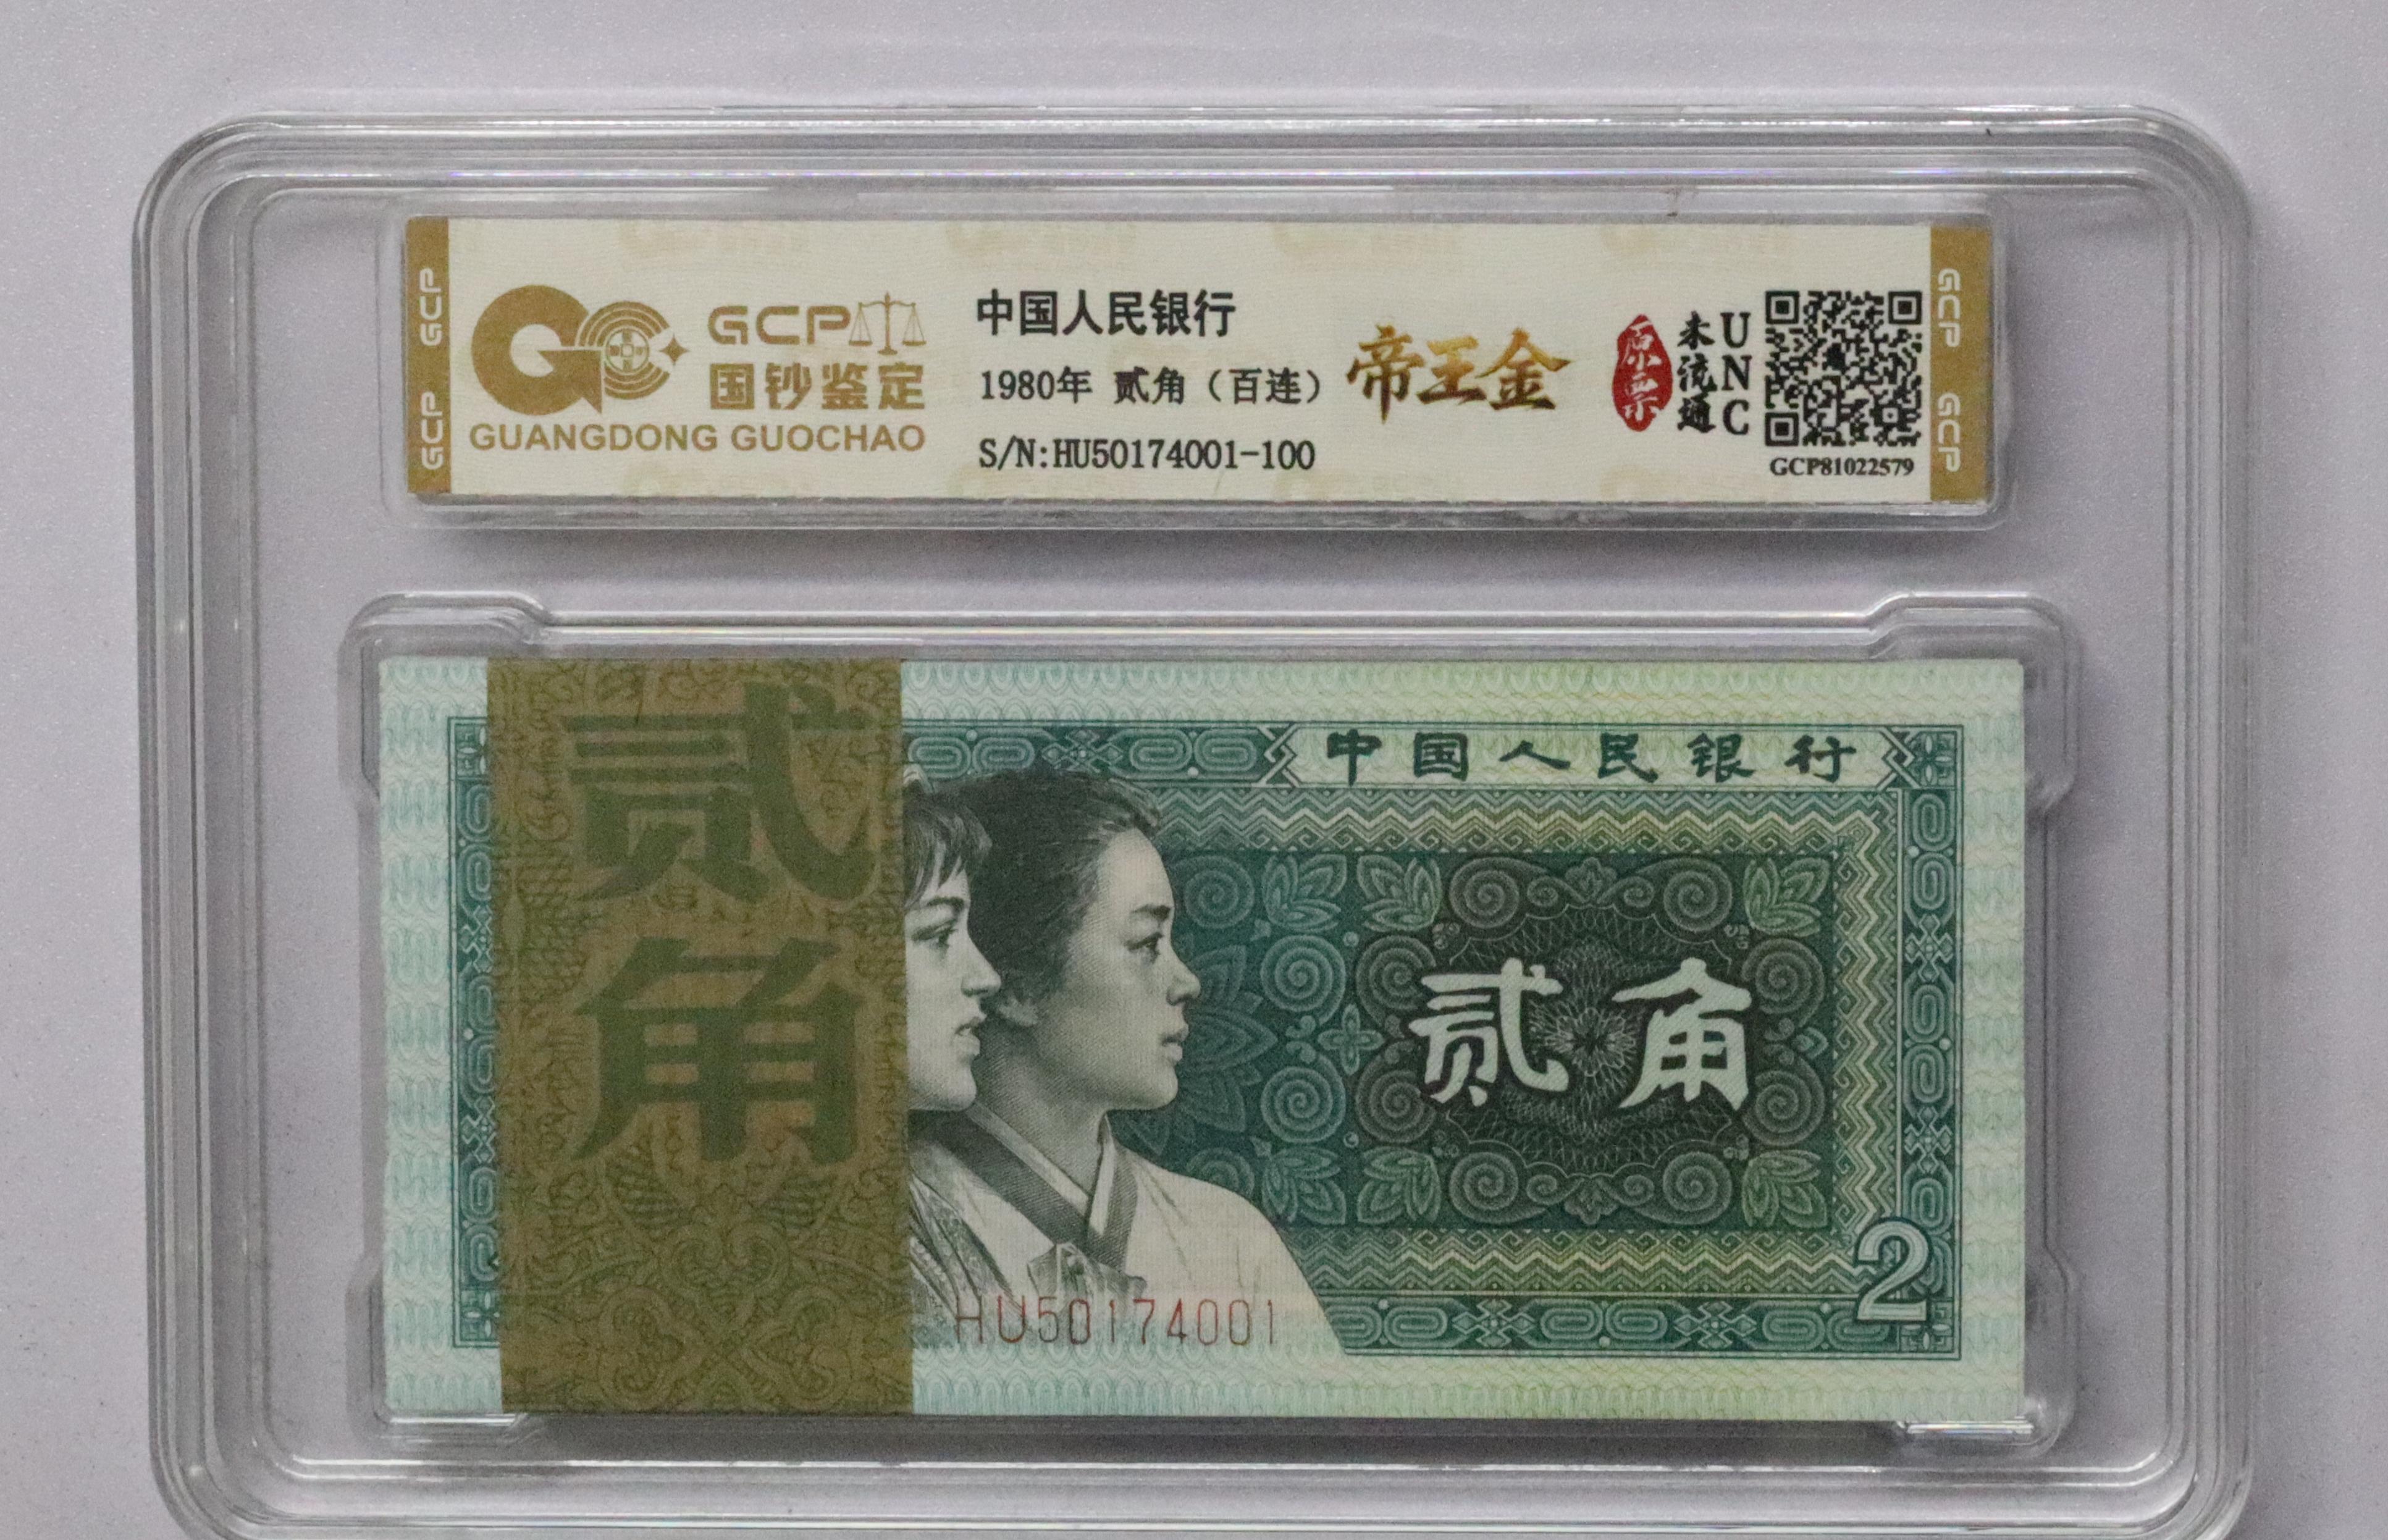 GCP
GCP
GCP
国钞鉴定
GUANGDONG GUOCHAO
中国人民银行
1980年 贰角（百连）
S/N:HU50174001-100
帝王金
原票
未流通
UNC
GCP81022579
GCP
GCP
贰角
中国人民银行
贰角
HU50174001
2